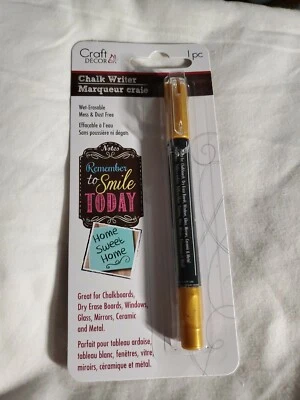 Craft
DECOR
1 pc
Chalk Writer
Marqueur craie
Wet-Erasable
Mess & Dust Free
Effaçable à l'eau
Sans poussière ni dégats
Notes
Remember
to Smile
TODAY
Home
Sweet
Home
Great for Chalkboards,
Dry Erase Boards, Windows,
Glass, Mirrors, Ceramic
and Metal.
Parfait pour tableau ardoise,
tableau blanc, fenêtres, vitre,
miroirs, céramique et métal.